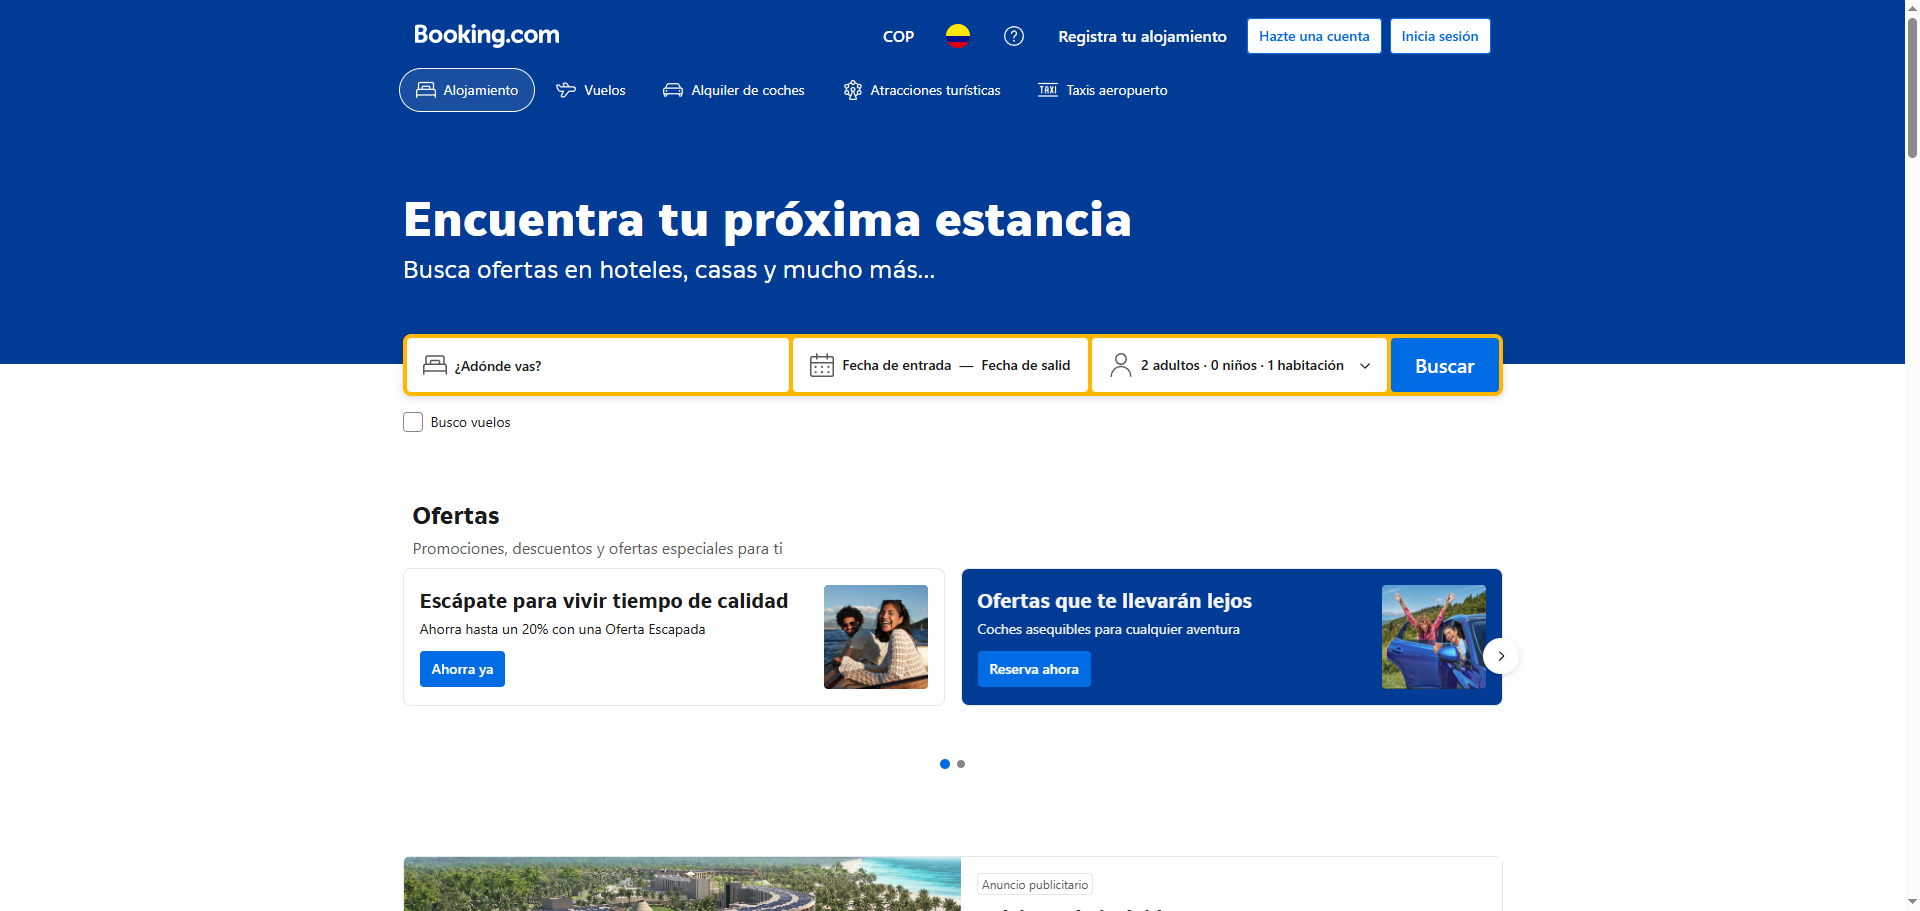 Booking.com
COP
Registra tu alojamiento
Hazte una cuenta
Inicia sesión
Alojamiento
Vuelos
Alquiler de coches
Atracciones turísticas
TAXI
Taxis aeropuerto
Encuentra tu próxima estancia
Busca ofertas en hoteles, casas y mucho más...
¿Adónde vas?
Fecha de entrada — Fecha de salid
2 adultos · 0 niños · 1 habitación
Buscar
Busco vuelos
Ofertas
Promociones, descuentos y ofertas especiales para ti
Escápate para vivir tiempo de calidad
Ahorra hasta un 20% con una Oferta Escapada
Ahorra ya
Ofertas que te llevarán lejos
Coches asequibles para cualquier aventura
Reserva ahora
Anuncio publicitario